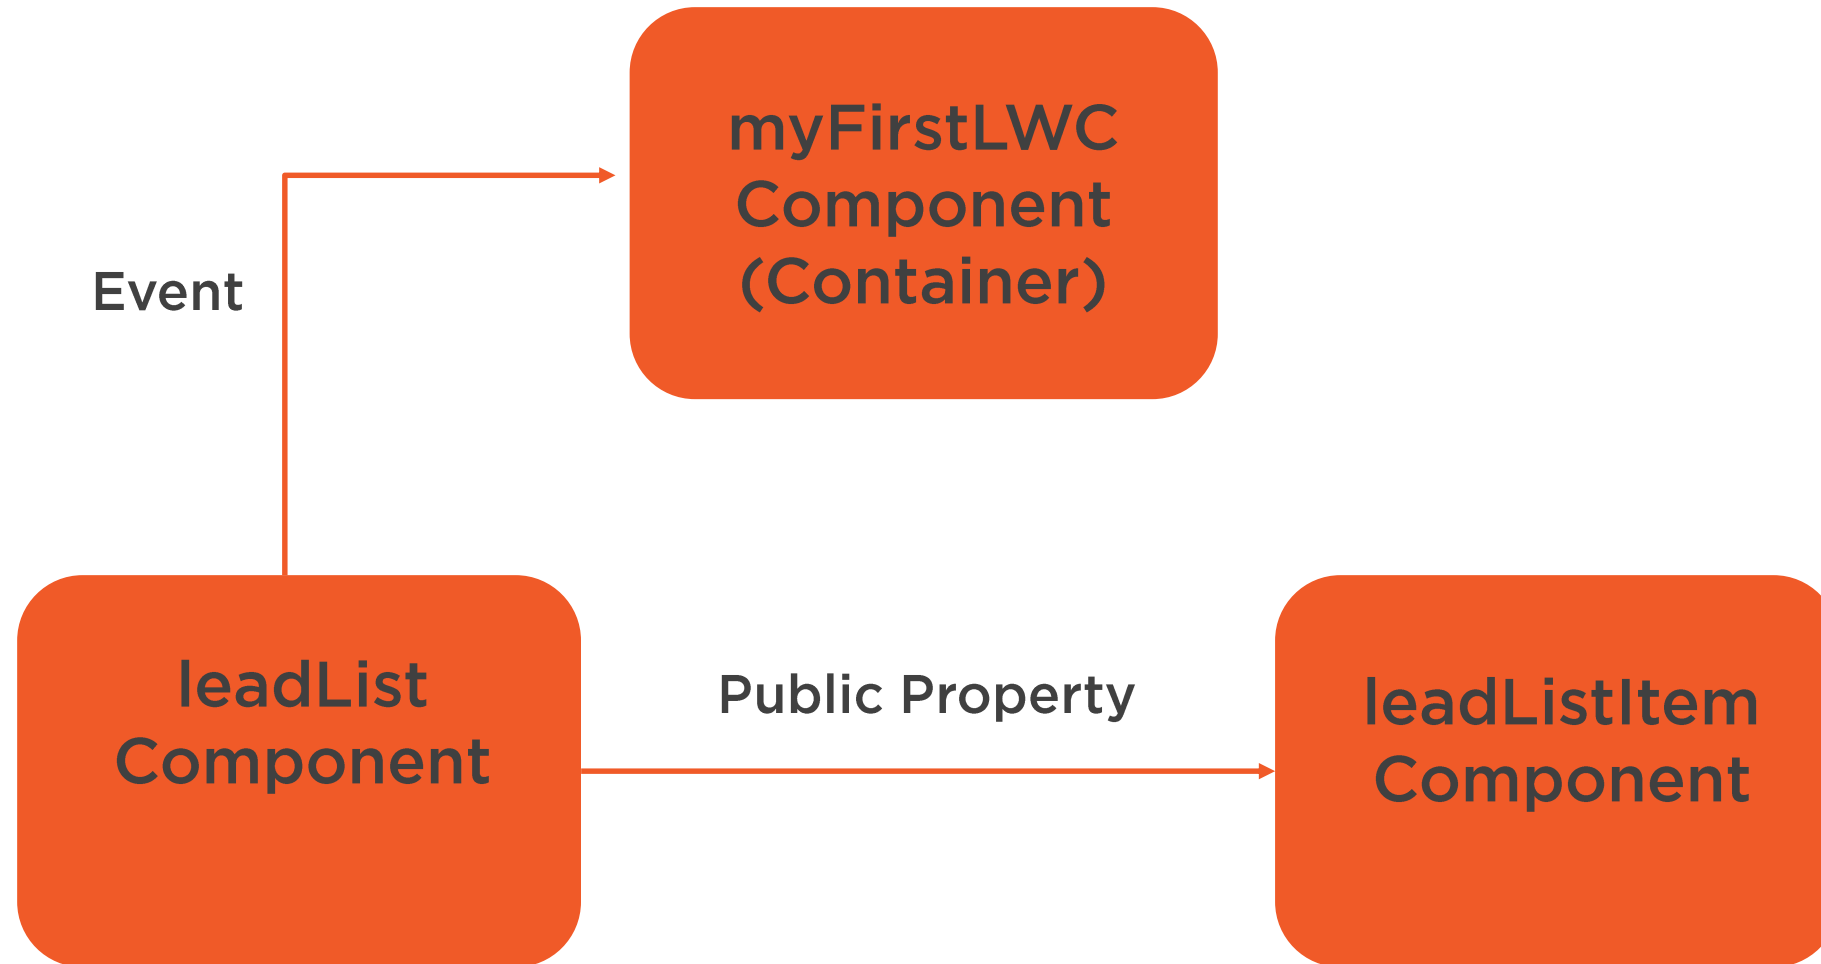 myFirstLWC
Component
(Container)
Event
leadList
Component
Public Property
leadListItem
Component